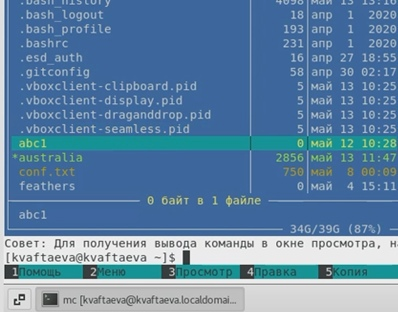 .bash_history 4098 май 13 13:16
.bash_logout 18 апр 1 2020
.bash_profile 193 апр 1 2020
.bashrc 231 апр 1 2020
.esd_auth 16 апр 27 18:55
.gitconfig 58 апр 30 02:17
.vboxclient-clipboard.pid 5 май 13 10:25
.vboxclient-display.pid 5 май 13 10:25
.vboxclient-draganddrop.pid 5 май 13 10:25
.vboxclient-seamless.pid 5 май 13 10:25
abc1 0 май 12 10:28
*australia 2856 май 13 11:47
conf.txt 750 май 8 00:09
feathers 0 май 4 15:11
0 байт в 1 файле
abc1
34G/39G (87%)
Совет: Для получения вывода команды в окне просмотра, на
[kvaftaeva@kvaftaeva ~]$
1Помощь 2Меню 3Просмотр 4Правка 5Копия
mc [kvaftaeva@kvaftaeva.localdomai...